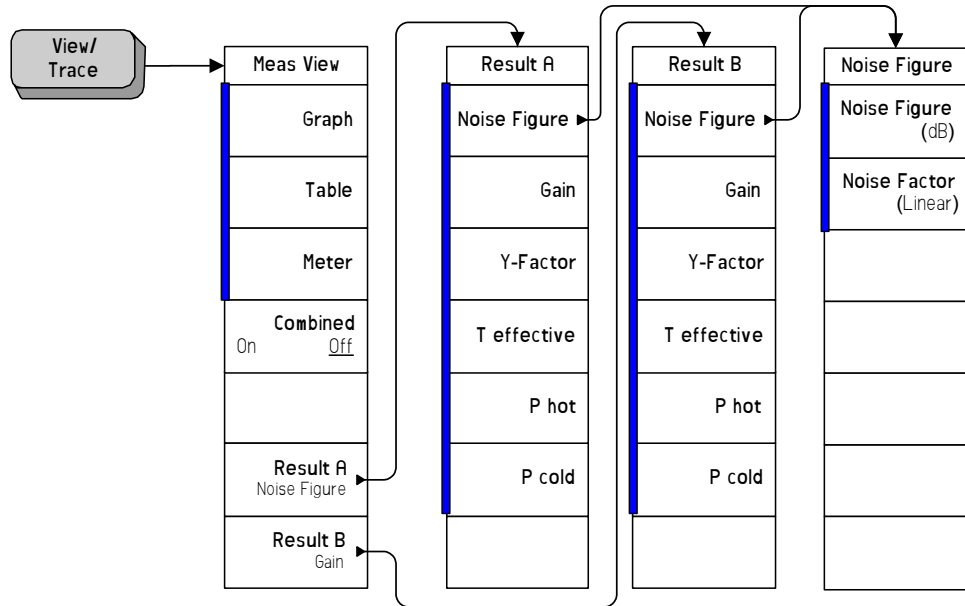 View/
Trace
Meas View
Graph
Table
Meter
Combined
On Off
Result A
Noise Figure
Result B
Gain
Result A
Noise Figure
Gain
Y-Factor
T effective
P hot
P cold
Result B
Noise Figure
Gain
Y-Factor
T effective
P hot
P cold
Noise Figure
Noise Figure
(dB)
Noise Factor
(Linear)